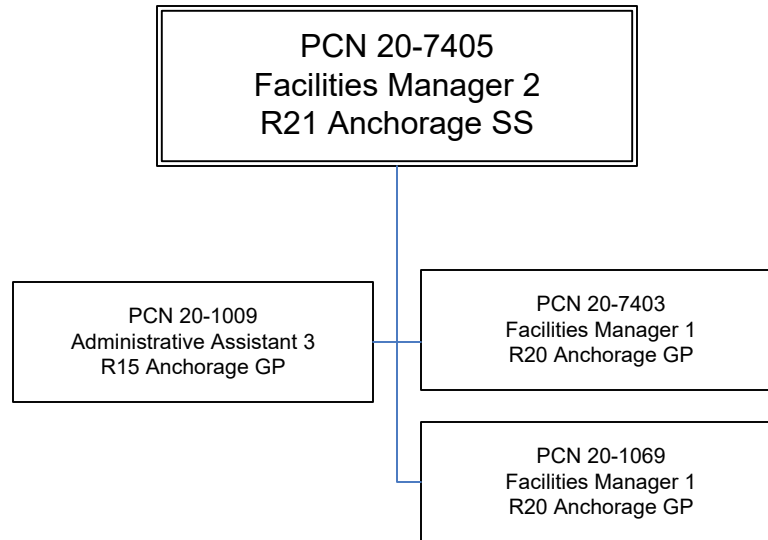 PCN 20-7405
Facilities Manager 2
R21 Anchorage SS
PCN 20-1009
Administrative Assistant 3
R15 Anchorage GP
PCN 20-7403
Facilities Manager 1
R20 Anchorage GP
PCN 20-1069
Facilities Manager 1
R20 Anchorage GP